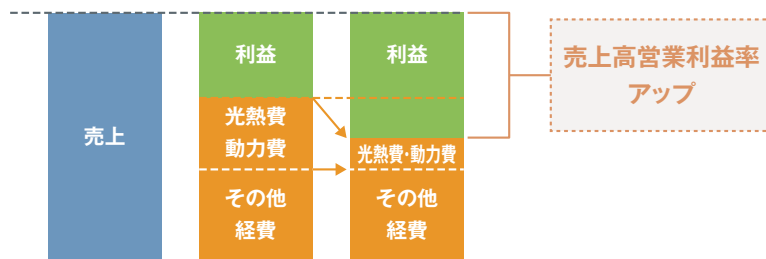 売上
利益
光熱費
動力費
その他
経費
利益
光熱費・動力費
その他
経費
売上高営業利益率
アップ